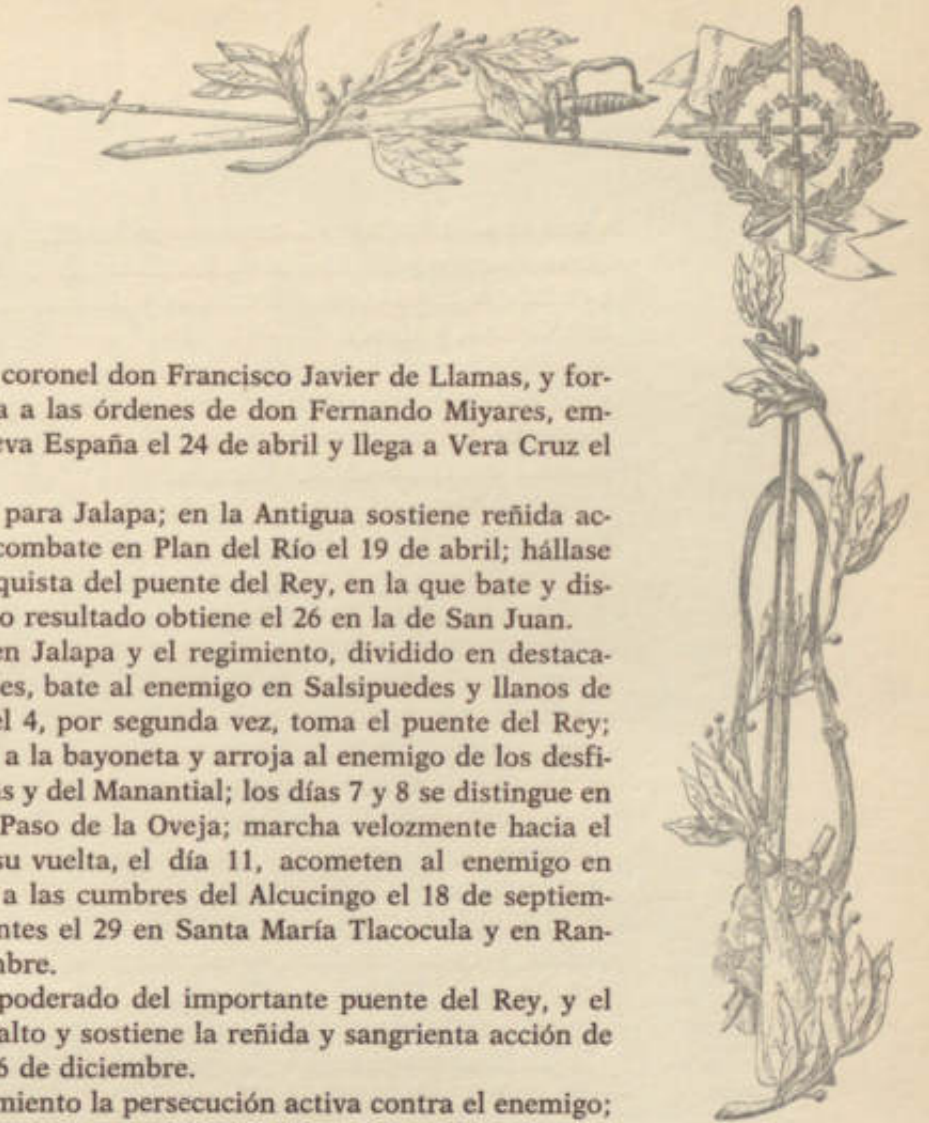 coronel don Francisco Javier de Llamas, y for-
a a las órdenes de don Fernando Miyares, em-
eva España el 24 de abril y llega a Vera Cruz el
para Jalapa; en la Antigua sostiene reñida ac-
combate en Plan del Río el 19 de abril; hállase
quista del puente del Rey, en la que bate y dis-
o resultado obtiene el 26 en la de San Juan.
en Jalapa y el regimiento, dividido en destaca-
es, bate al enemigo en Salsipuedes y llanos de
el 4, por segunda vez, toma el puente del Rey;
a la bayoneta y arroja al enemigo de los desfi-
as y del Manantial; los días 7 y 8 se distingue en
Paso de la Oveja; marcha velozmente hacia el
su vuelta, el día 11, acometen al enemigo en
a las cumbres del Alcucingo el 18 de septiem-
ntes el 29 en Santa María Tlacocula y en Ran-
mbre.
poderado del importante puente del Rey, y el
alto y sostiene la reñida y sangrienta acción de
6 de diciembre.
miento la persecución activa contra el enemigo;